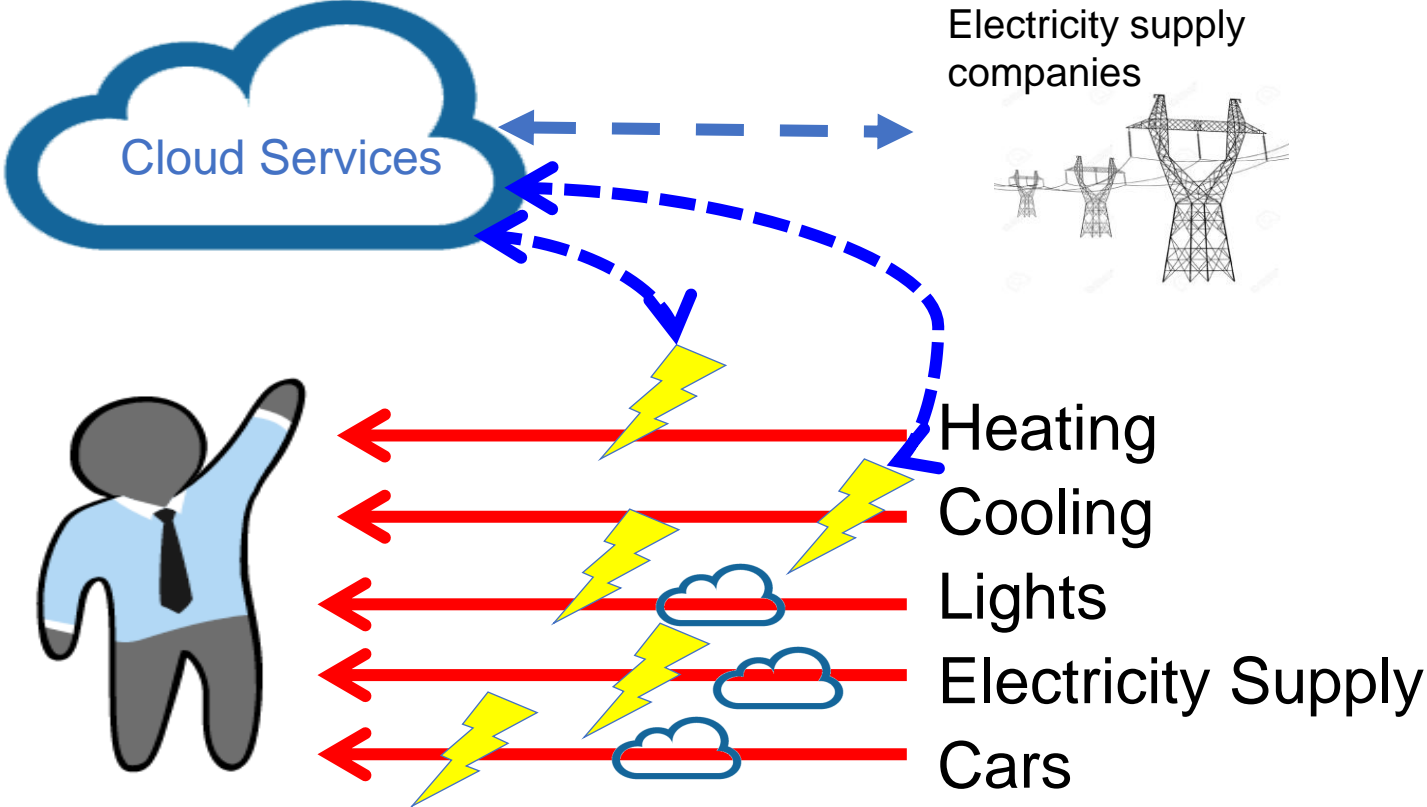 Electricity supply
companies
Cloud Services
Heating
Cooling
Lights
Electricity Supply
Cars